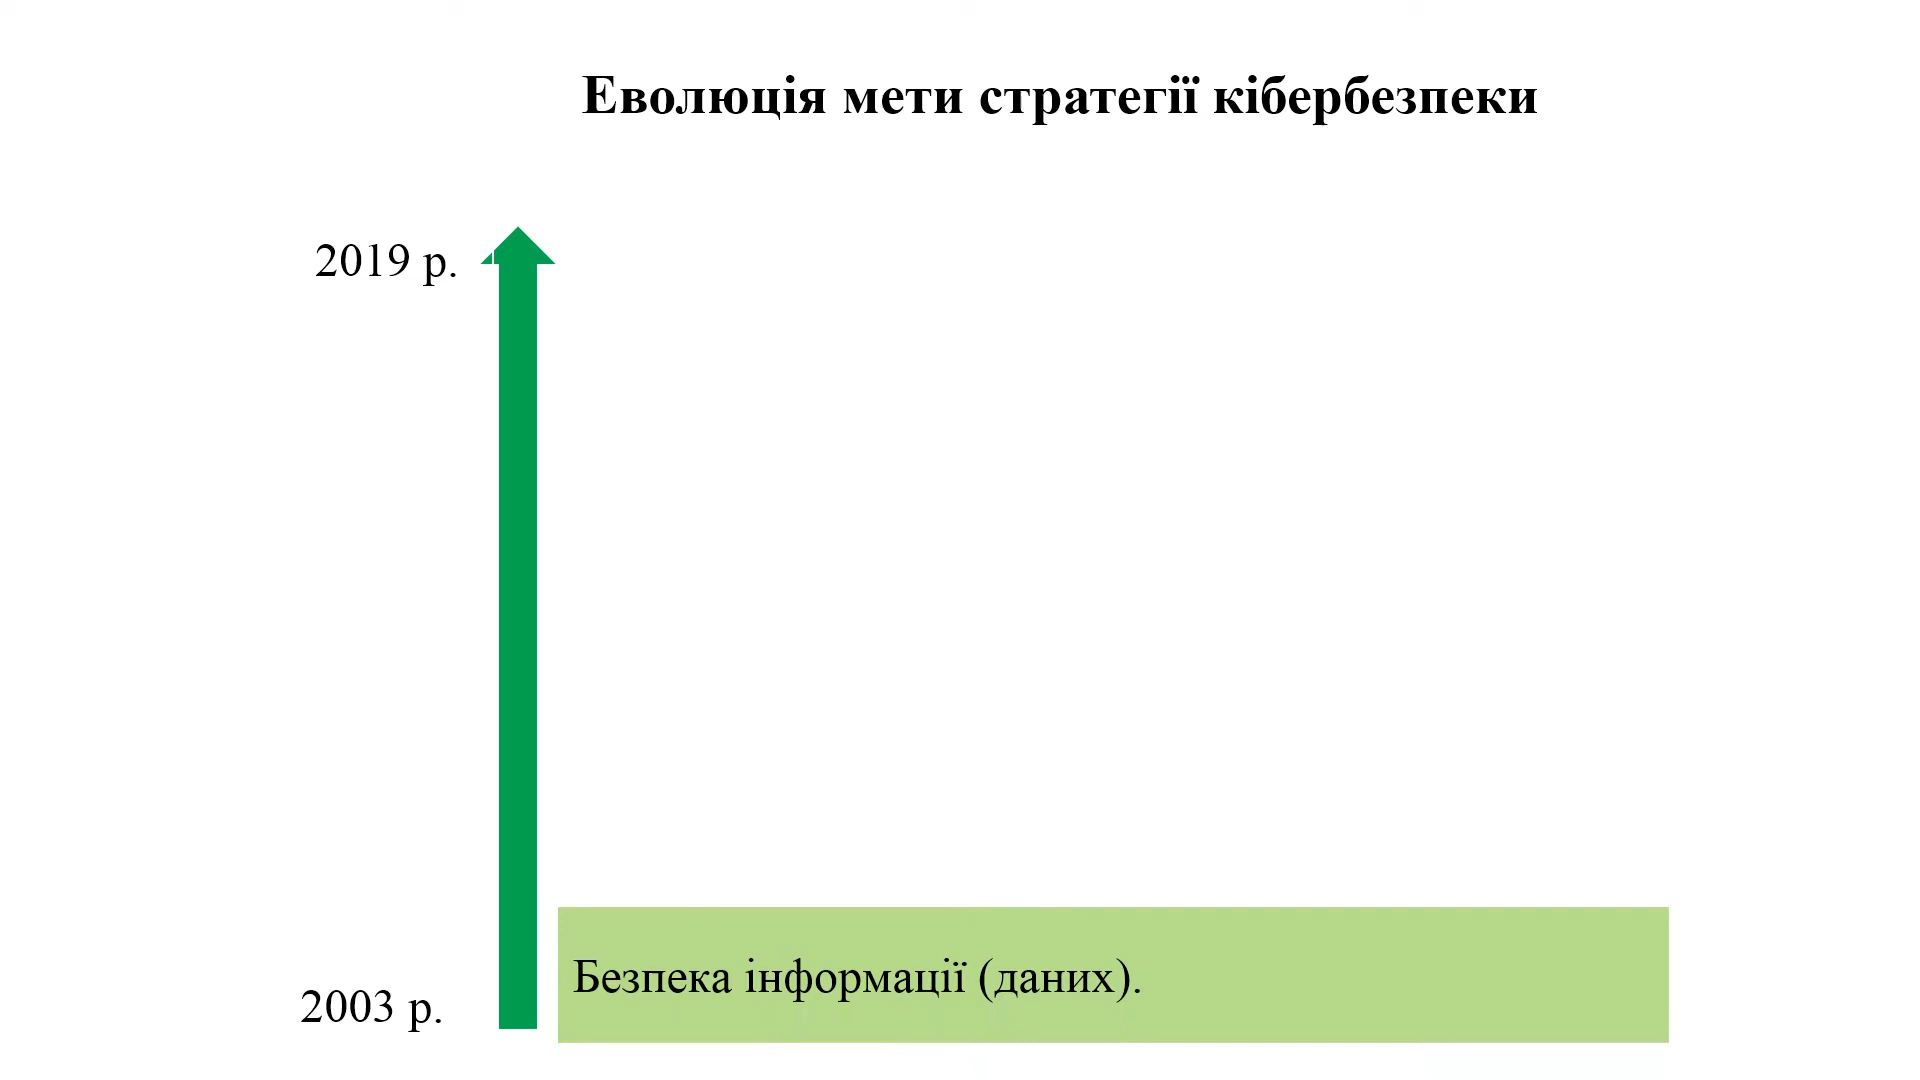 Еволюція мети стратегії кібербезпеки
2019 р.
Безпека інформації (даних).
2003 р.